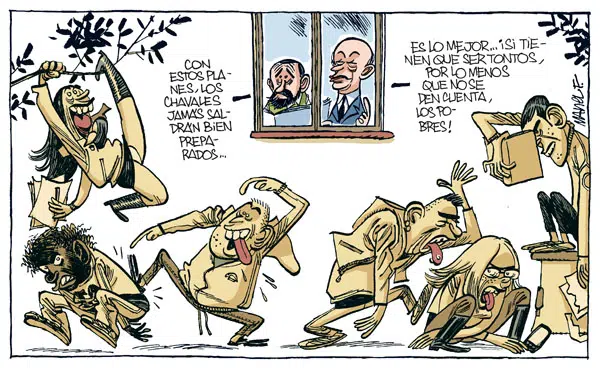 CON
ESTOS PLA-
NES, LOS
CHAVALES
JAMÁS SAL-
DRÁN BIEN
PREPA-
RADOS...
ES LO MEJOR... ¡SI TIE-
NEN QUE SER TONTOS,
POR LO MENOS
QUE NO SE
DEN CUENTA,
LOS PO-
BRES!
MANEL F.